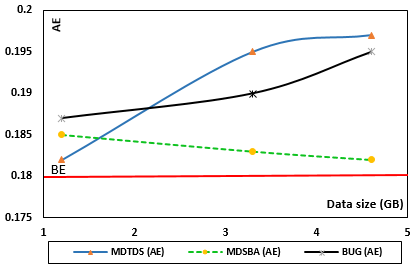 0.2
AE
0.195
0.19
0.185
BE
0.18
Data size (GB)
0.175
1 2 3 4 5
MDTDS (AE) MDSBA (AE) BUG (AE)